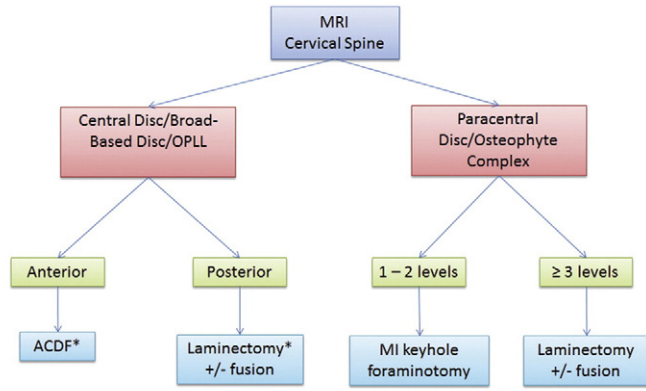 MRI
Cervical Spine
Central Disc/Broad-
Based Disc/OPLL
Paracentral
Disc/Osteophyte
Complex
Anterior
Posterior
1 – 2 levels
≥ 3 levels
ACDF*
Laminectomy*
+/- fusion
MI keyhole
foraminotomy
Laminectomy
+/- fusion